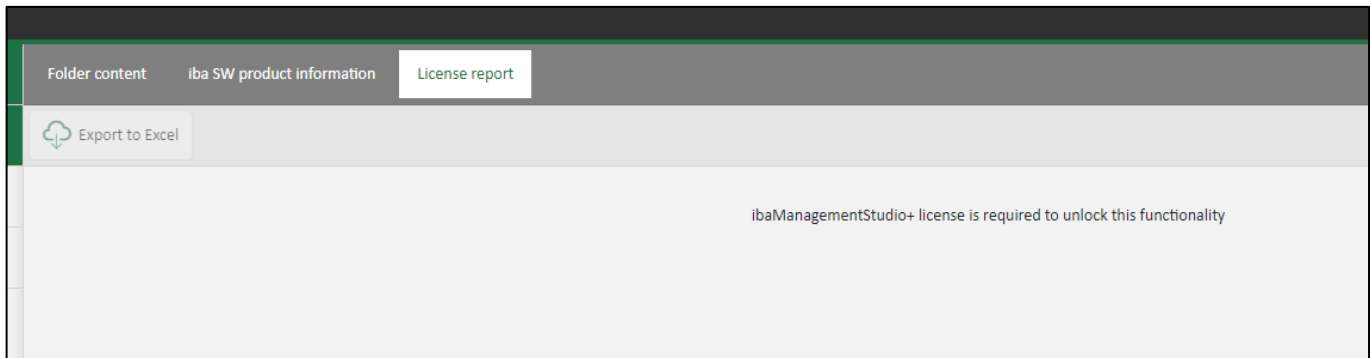 Folder content iba SW product information License report
Export to Excel
ibaManagementStudio+ license is required to unlock this functionality